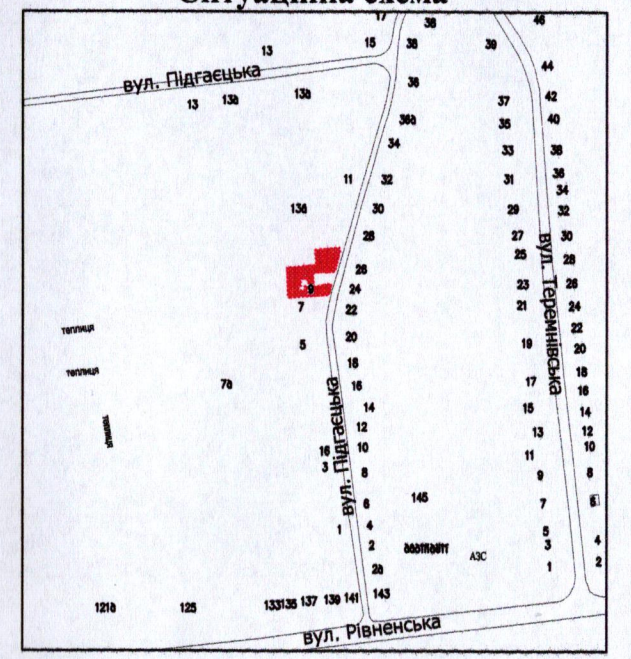 17 38 46
15 38 39
13
44
вул. Підгаєцька
36
13 13а 13а
37 42
36а 35 40
34 33 38
36
11 32 31 34
13а 30 29 32
28 27 30
25 28
26
9 24 23 26
7 22 21 24
22
вул. Теремнівська
теплиця
5 20 19 20
18 18
теплиця
7а 16 17 16
14 15 14
12 13 12
теплиця
вул. Підгаєцька
10 10
16
3 8 11 8
9
6 145 7 6
1 4 5 4
2 3
АЗС
2а 1 2
121а 125 133 135 137 139 141 143
вул. Рівненська